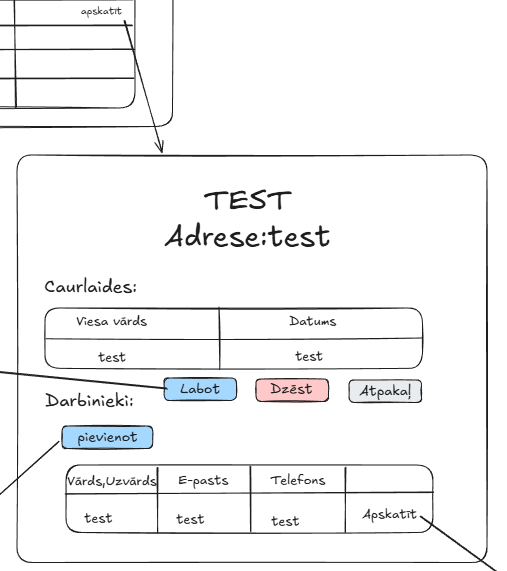 apskatīt
TEST
Adrese:test
Caurlaides:
Viesa vārds Datums
test test
Labot Dzēst Atpakaļ
Darbinieki:
pievienot
Vārds,Uzvārds E-pasts Telefons
test test test Apskatīt